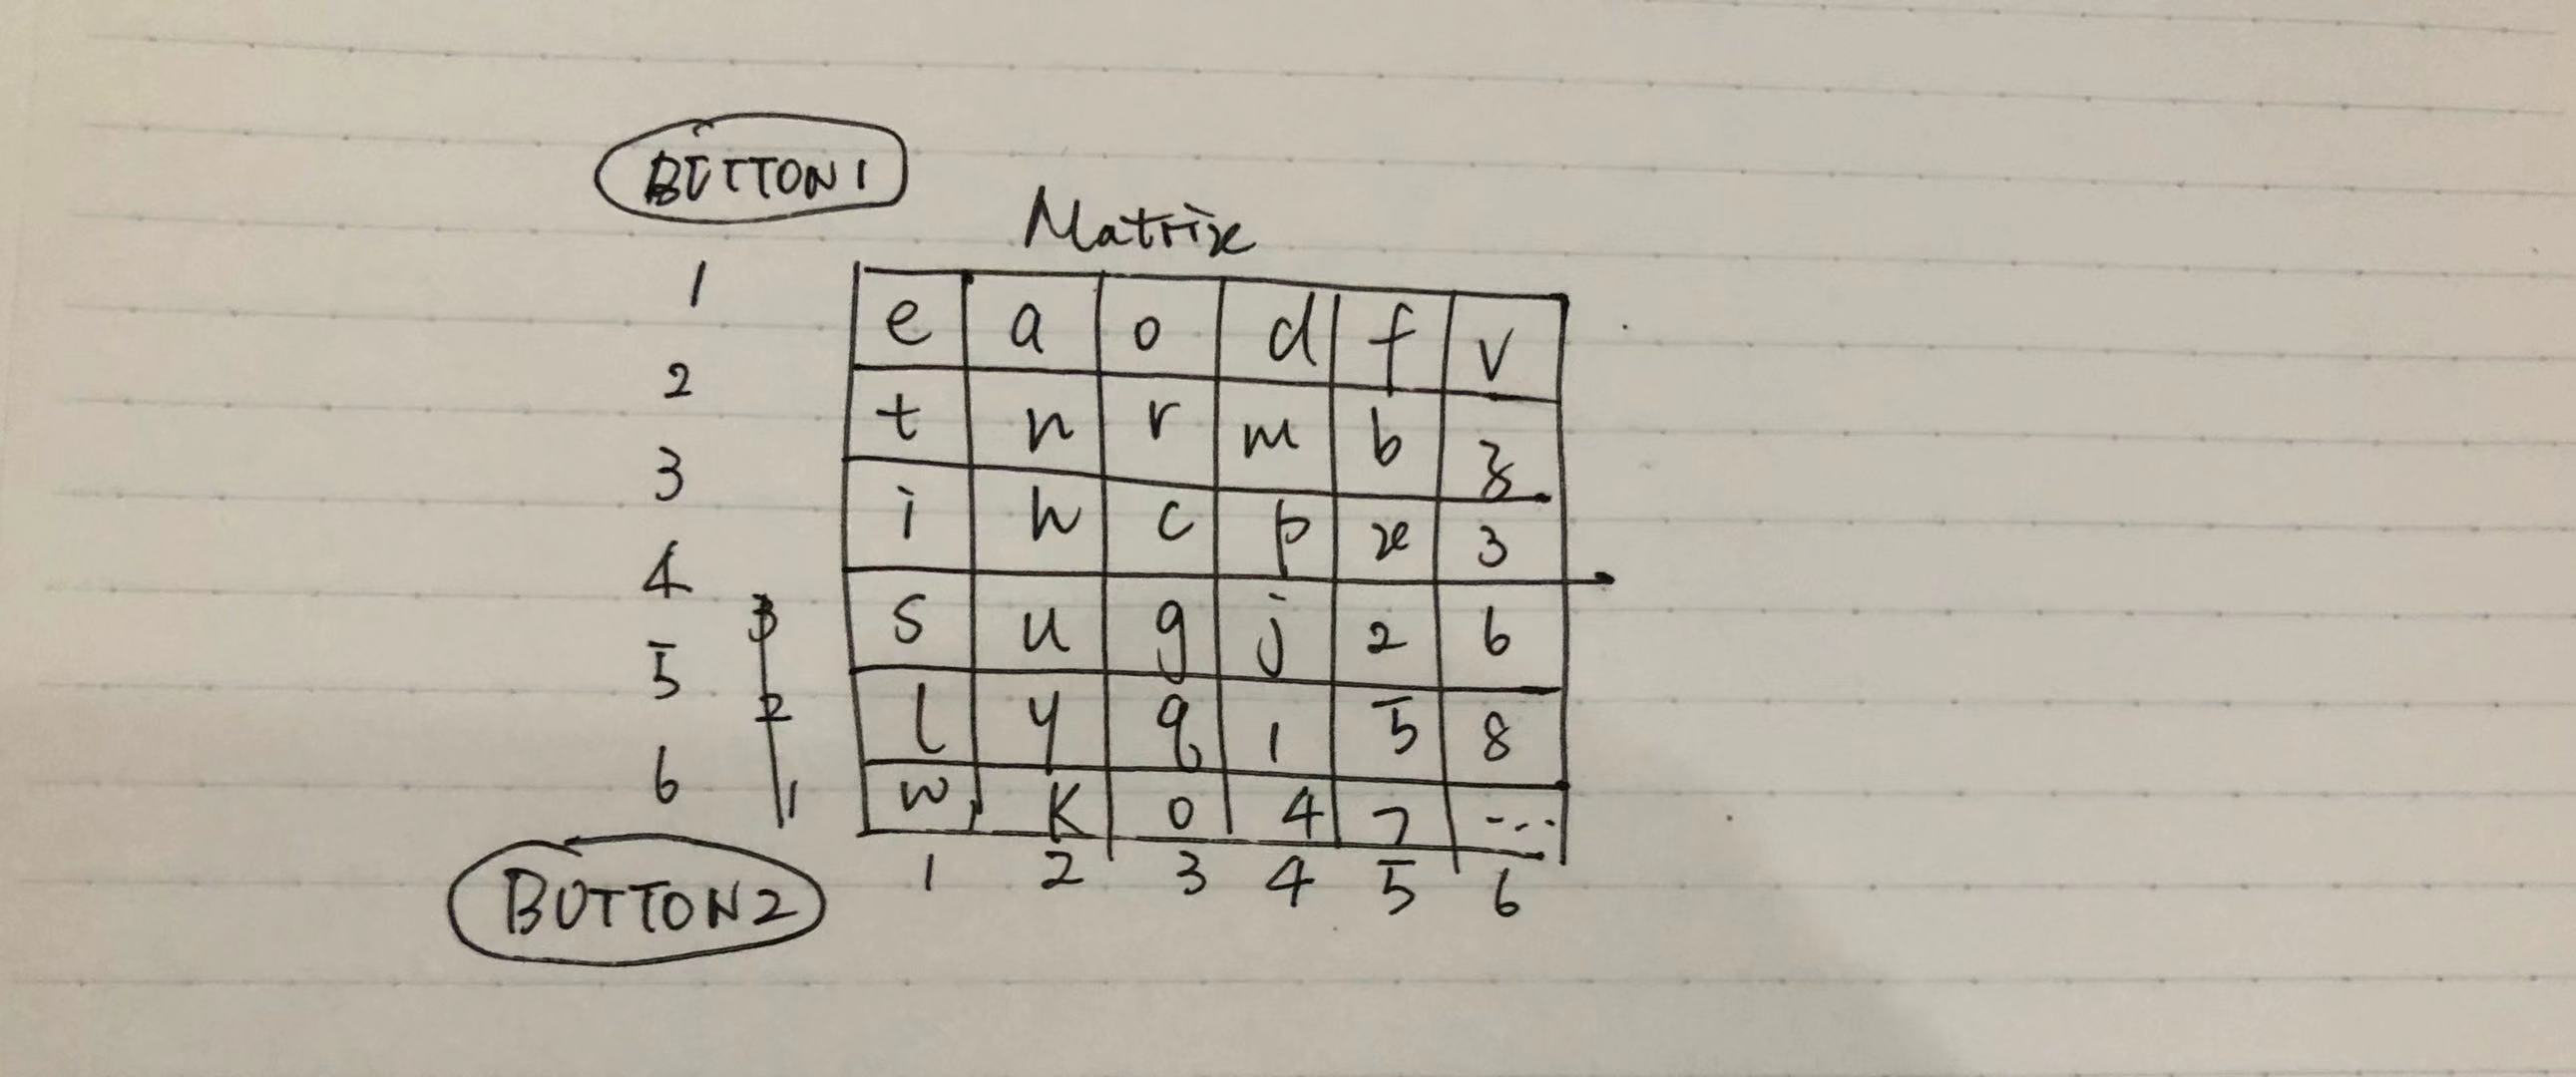 BUTTON1
Matrix
1 e a o d f v
2 t n r m b z
3 i h c p x 3
4 s u g j 2 6
3
5 l y q 1 5 8
2
6 w k 0 4 7 ...
1
1 2 3 4 5 6
BUTTON2